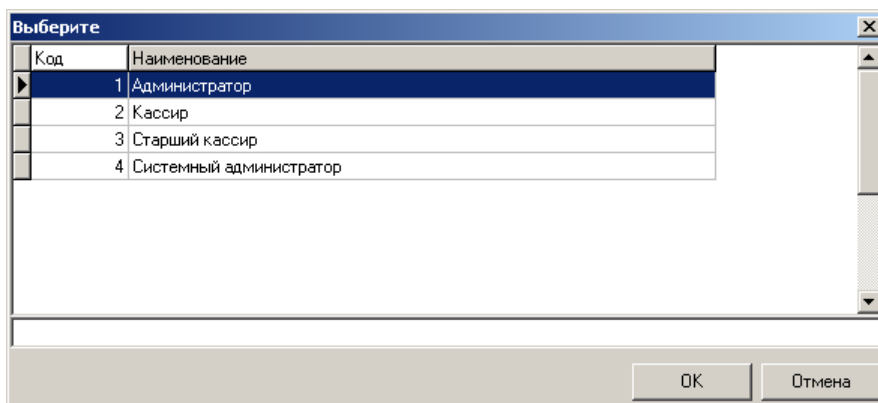 Выберите
Код Наименование
1 Администратор
2 Кассир
3 Старший кассир
4 Системный администратор
OK Отмена